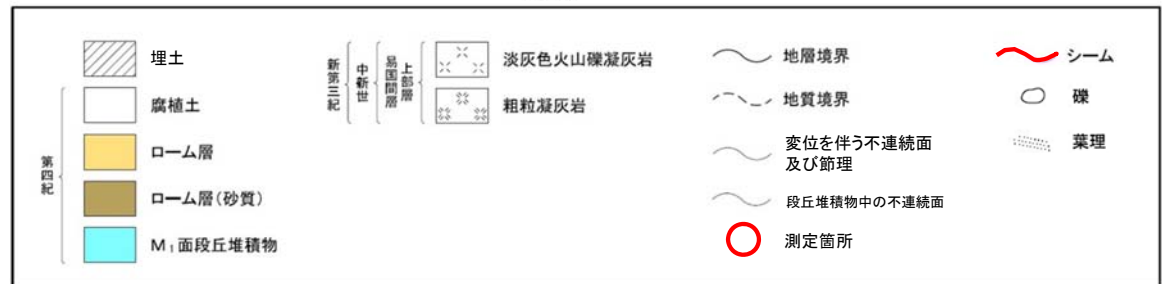 第四紀
埋土
腐植土
ローム層
ローム層(砂質)
M₁面段丘堆積物
新第三紀
中新世
易国間層
上部層
淡灰色火山礫凝灰岩
粗粒凝灰岩
地層境界
地質境界
変位を伴う不連続面
及び節理
段丘堆積物中の不連続面
測定箇所
シーム
礫
葉理